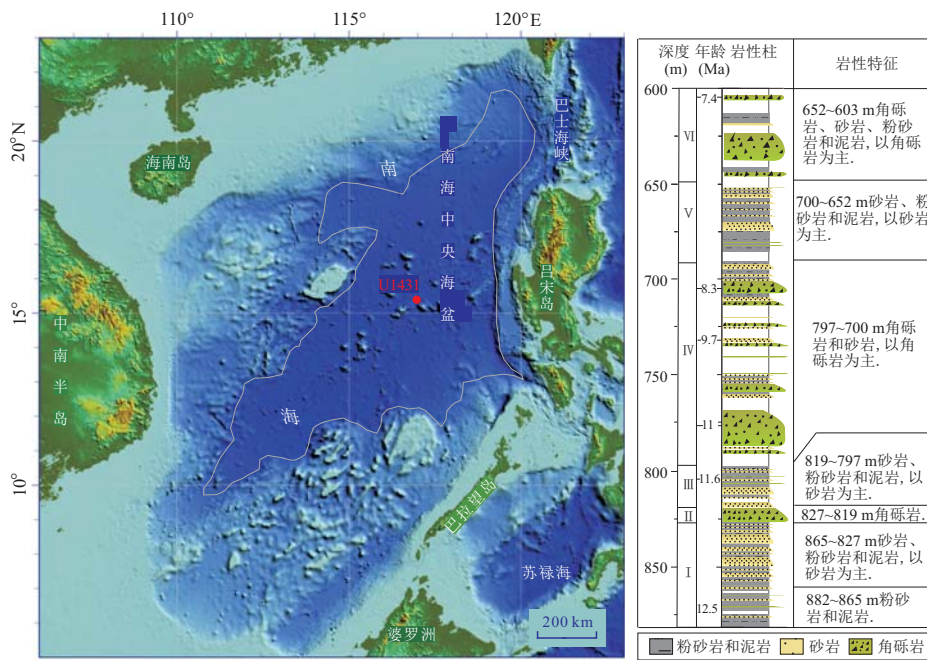 110°
115°
120°E
20°N
15°
10°
海南岛
南
海
南海中央海盆
巴士海峡
吕宋岛
U1431
中南半岛
巴拉望岛
苏禄海
婆罗洲
200 km
深度 年龄 岩性柱
(m) (Ma)
岩性特征
600
650
700
750
800
850
VI
V
IV
III
II
I
7.4
8.3
9.7
11
11.6
12.5
652~603 m角砾
岩、砂岩、粉砂
岩和泥岩,以角砾
岩为主.
700~652 m砂岩、粉
砂岩和泥岩,以砂岩
为主.
797~700 m 角砾
岩和砂岩,以角
砾岩为主.
819~797 m砂岩、
粉砂岩和泥岩,以
砂岩为主.
827~819 m角砾岩.
865~827 m砂岩、
粉砂岩和泥岩,以
砂岩为主.
882~865 m粉砂
岩和泥岩.
粉砂岩和泥岩 砂岩 角砾岩